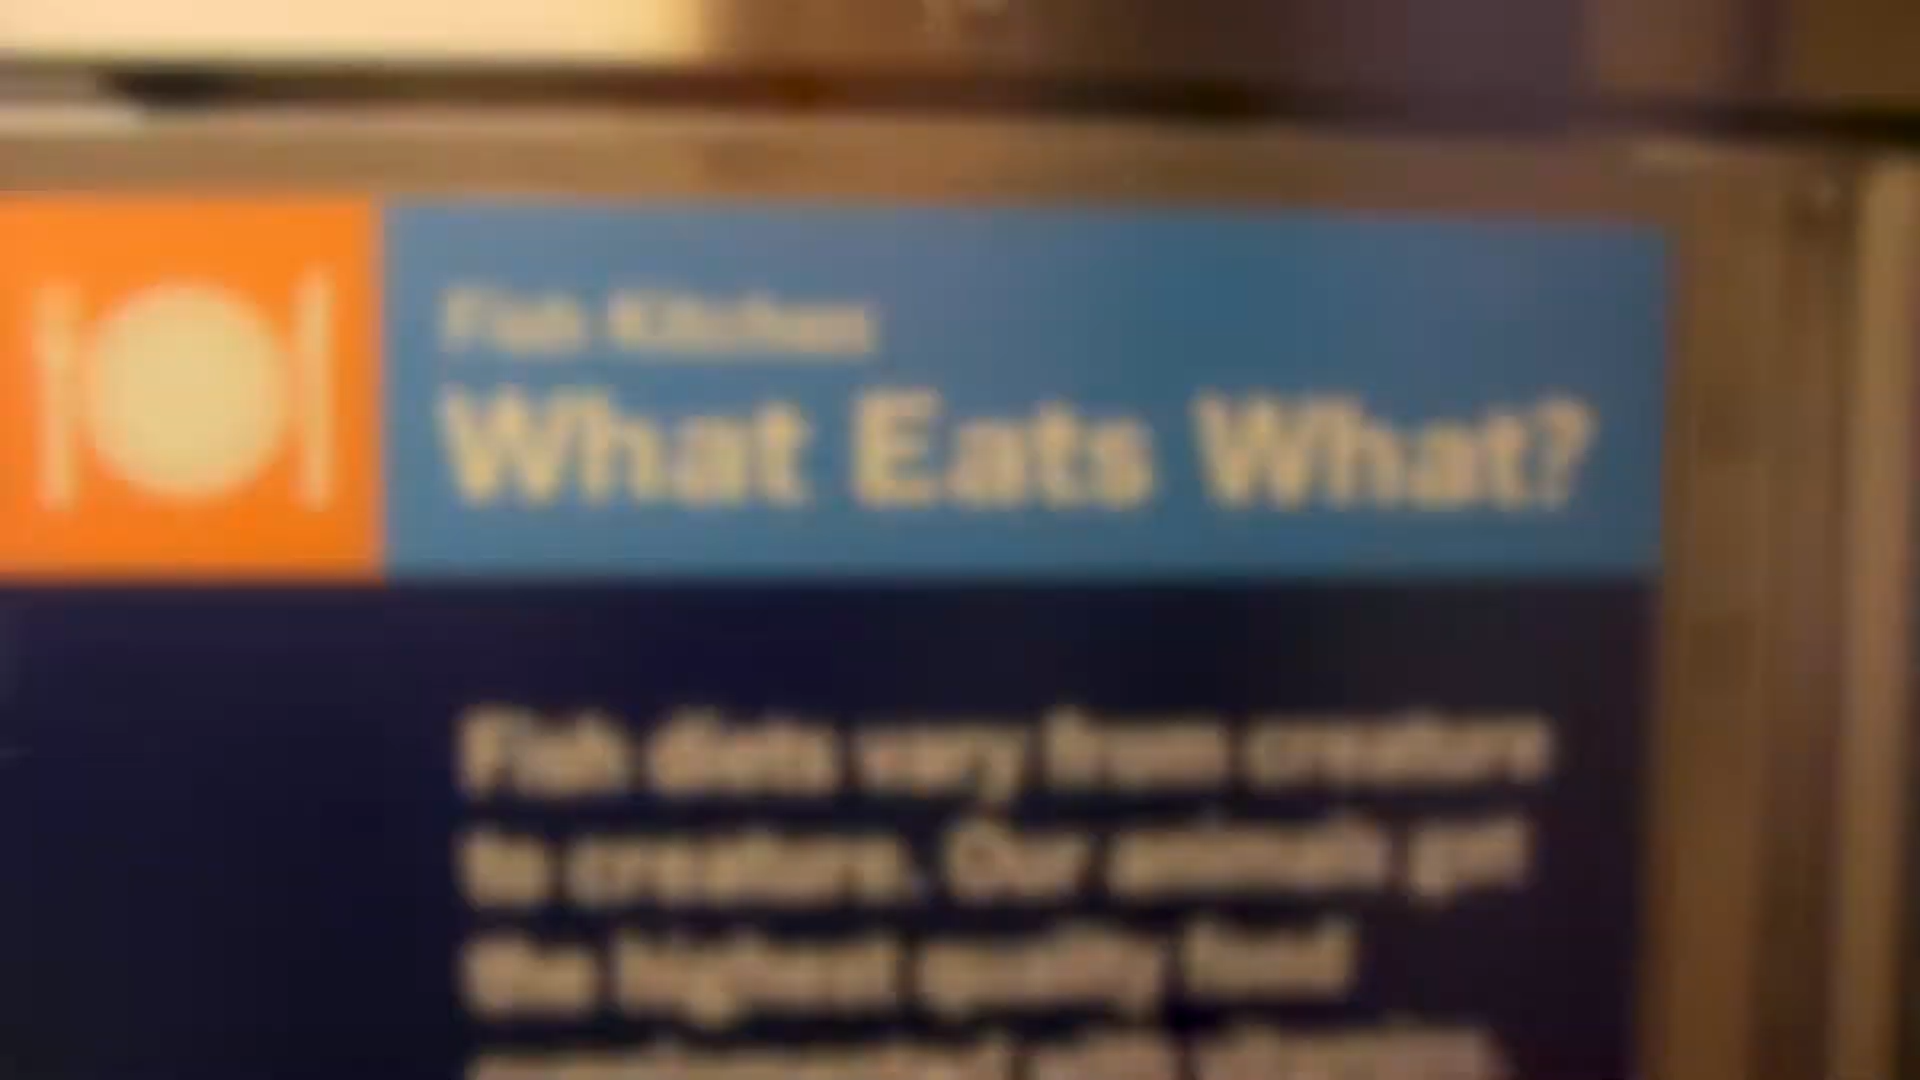 Fish Kitchen
What Eats What?
Fish diets vary from creature
to creature. Our animals get
the highest quality food